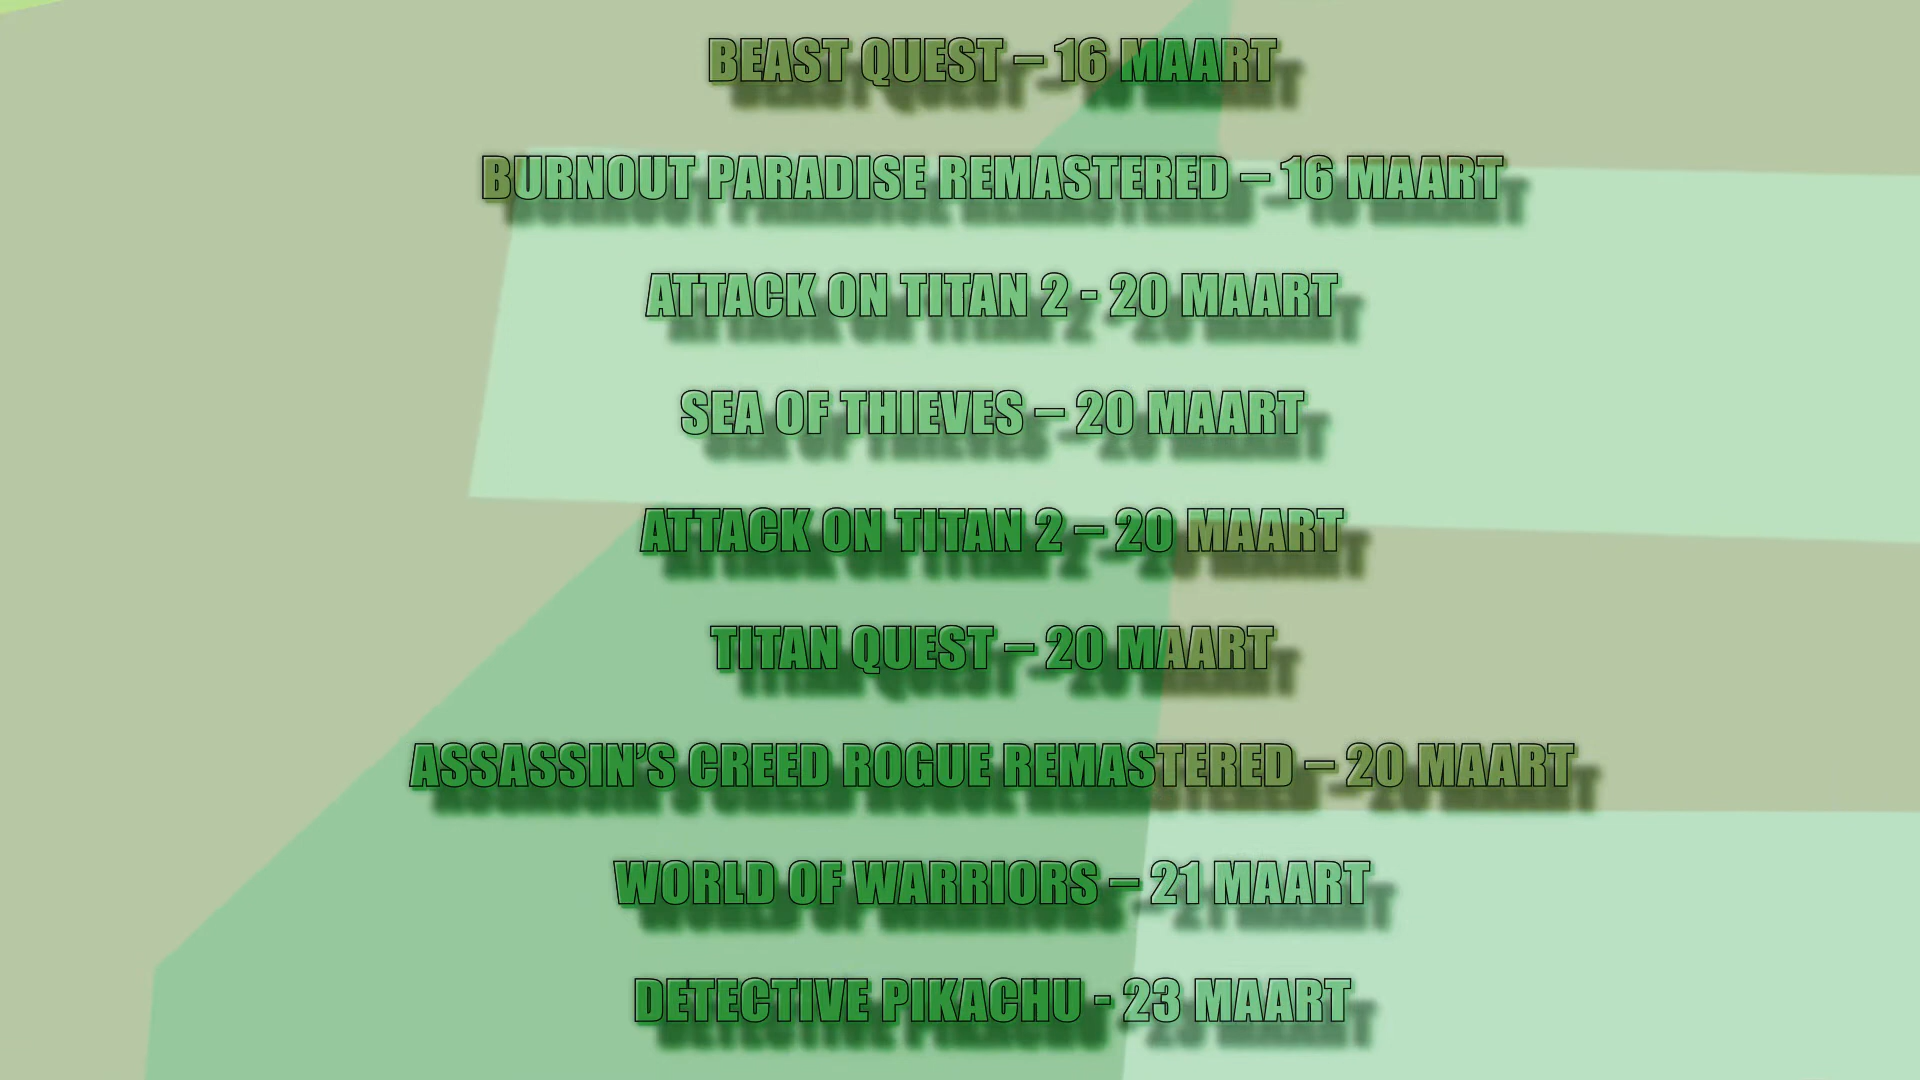 BEAST QUEST – 16 MAART
BURNOUT PARADISE REMASTERED – 16 MAART
ATTACK ON TITAN 2 - 20 MAART
SEA OF THIEVES – 20 MAART
ATTACK ON TITAN 2 – 20 MAART
TITAN QUEST – 20 MAART
ASSASSIN’S CREED ROGUE REMASTERED – 20 MAART
WORLD OF WARRIORS – 21 MAART
DETECTIVE PIKACHU - 23 MAART